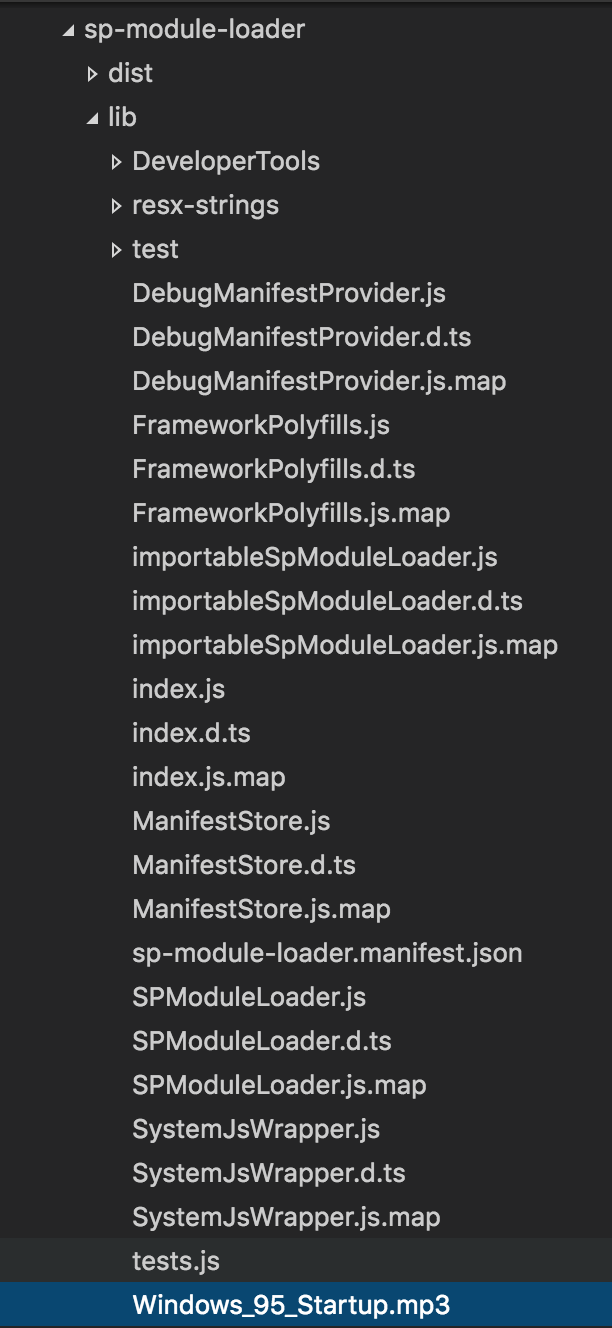 sp-module-loader
dist
lib
DeveloperTools
resx-strings
test
DebugManifestProvider.js
DebugManifestProvider.d.ts
DebugManifestProvider.js.map
FrameworkPolyfills.js
FrameworkPolyfills.d.ts
FrameworkPolyfills.js.map
importableSpModuleLoader.js
importableSpModuleLoader.d.ts
importableSpModuleLoader.js.map
index.js
index.d.ts
index.js.map
ManifestStore.js
ManifestStore.d.ts
ManifestStore.js.map
sp-module-loader.manifest.json
SPModuleLoader.js
SPModuleLoader.d.ts
SPModuleLoader.js.map
SystemJsWrapper.js
SystemJsWrapper.d.ts
SystemJsWrapper.js.map
tests.js
Windows_95_Startup.mp3